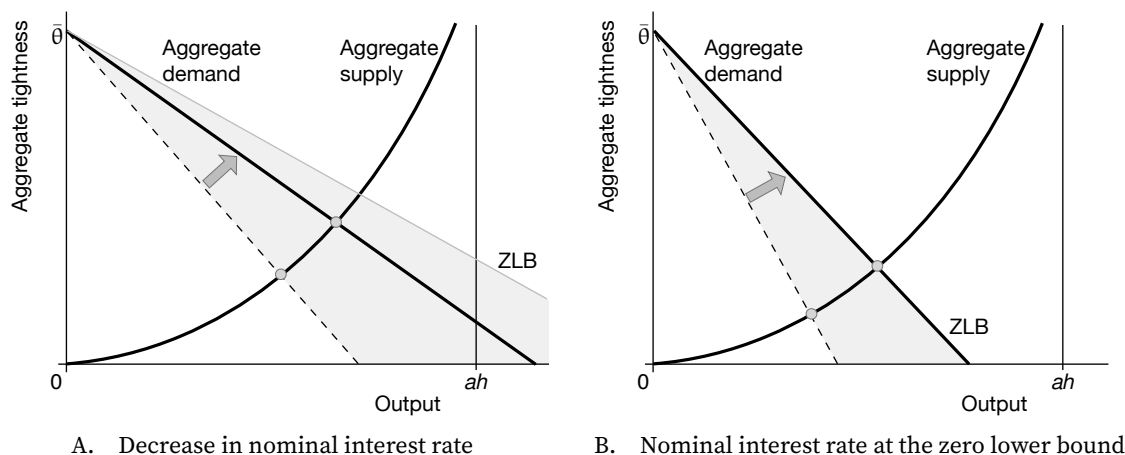 Aggregate tightness
θ̄
Aggregate
demand
Aggregate
supply
ZLB
0
ah
Output
A. Decrease in nominal interest rate
Aggregate tightness
θ̄
Aggregate
demand
Aggregate
supply
ZLB
0
ah
Output
B. Nominal interest rate at the zero lower bound